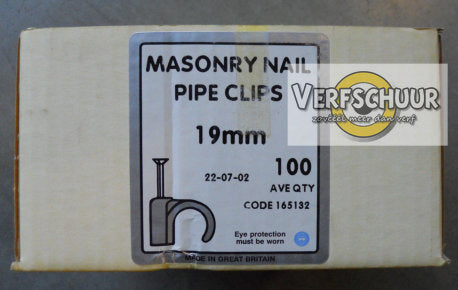 MASONRY NAIL
PIPE CLIPS
19mm
22-07-02
100
AVE QTY
CODE 165132
Eye protection
must be worn
MADE IN GREAT BRITAIN
VERFSCHUUR
zoveel meer dan verf